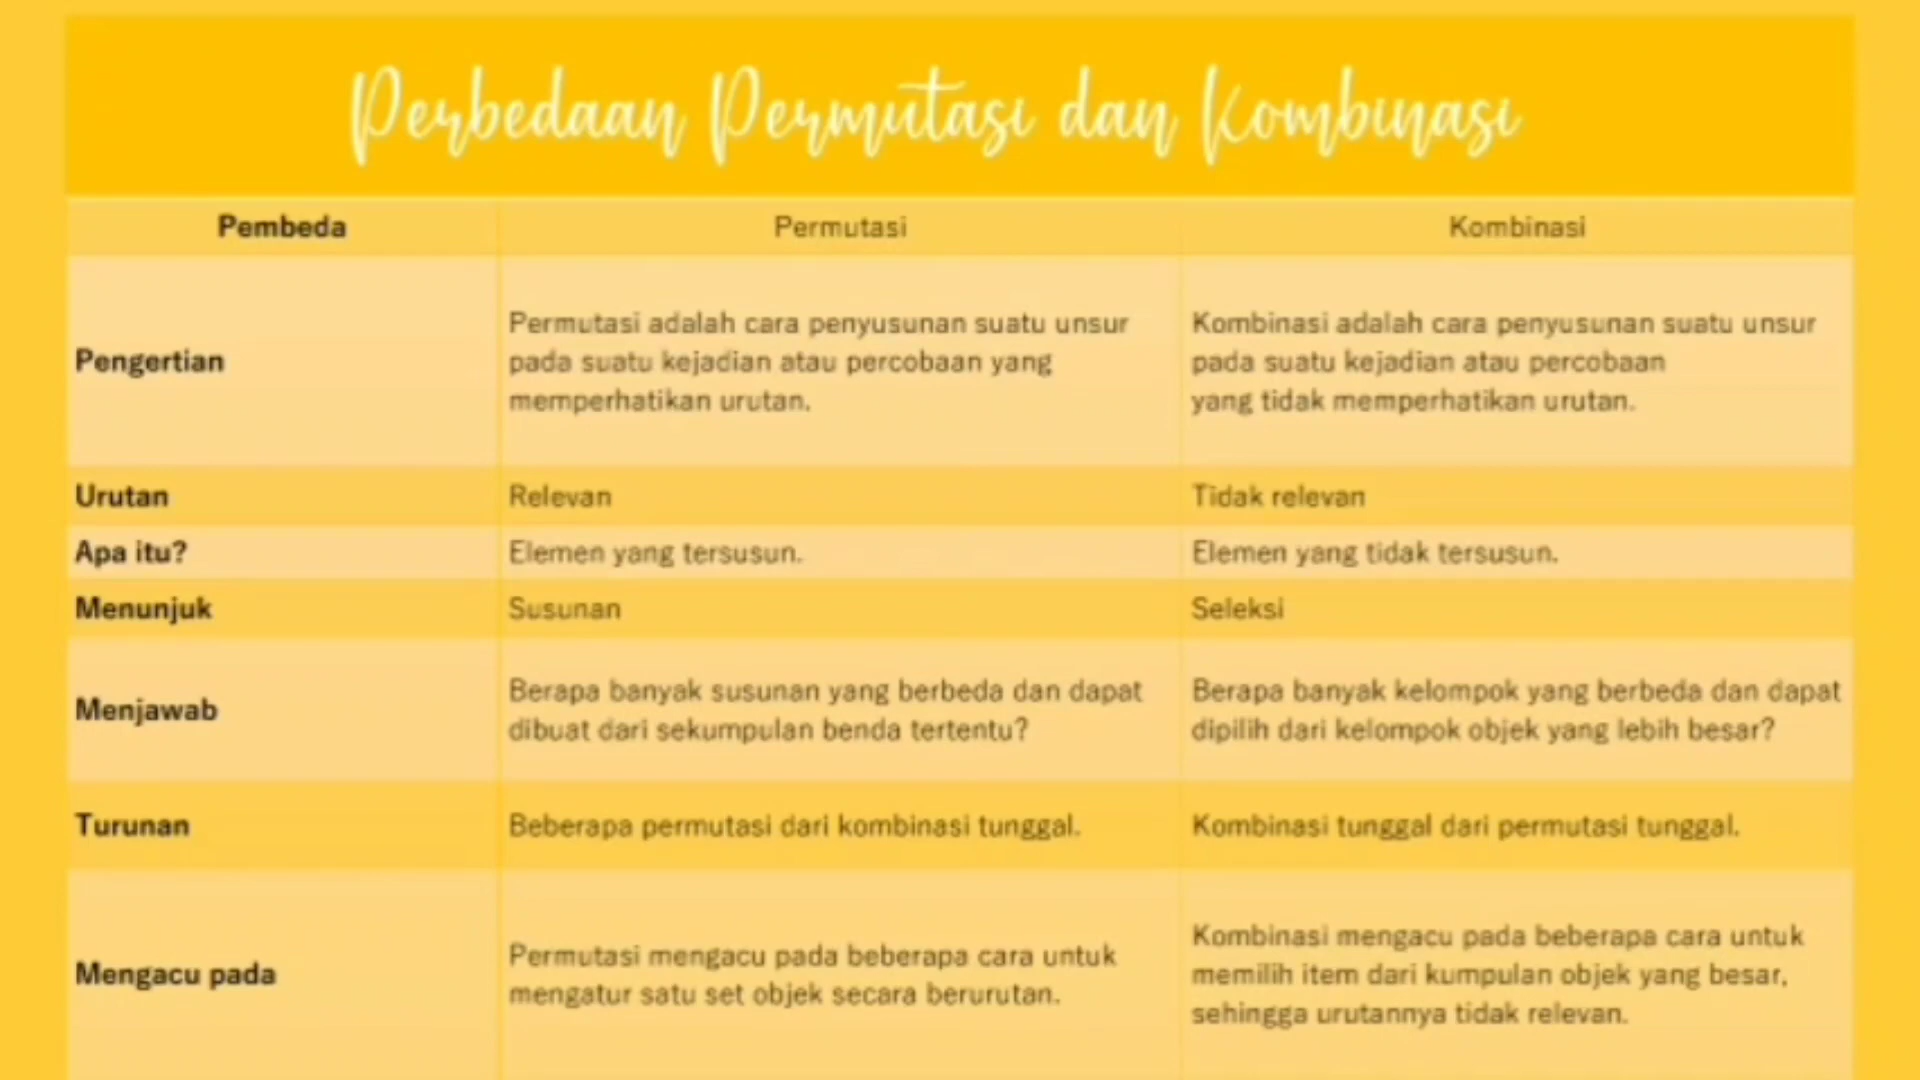 Perbedaan Permutasi dan Kombinasi
Pembeda
Permutasi
Kombinasi
Pengertian
Permutasi adalah cara penyusunan suatu unsur
pada suatu kejadian atau percobaan yang
memperhatikan urutan.
Kombinasi adalah cara penyusunan suatu unsur
pada suatu kejadian atau percobaan
yang tidak memperhatikan urutan.
Urutan
Relevan
Tidak relevan
Apa itu?
Elemen yang tersusun.
Elemen yang tidak tersusun.
Menunjuk
Susunan
Seleksi
Menjawab
Berapa banyak susunan yang berbeda dan dapat
dibuat dari sekumpulan benda tertentu?
Berapa banyak kelompok yang berbeda dan dapat
dipilih dari kelompok objek yang lebih besar?
Turunan
Beberapa permutasi dari kombinasi tunggal.
Kombinasi tunggal dari permutasi tunggal.
Mengacu pada
Permutasi mengacu pada beberapa cara untuk
mengatur satu set objek secara berurutan.
Kombinasi mengacu pada beberapa cara untuk
memilih item dari kumpulan objek yang besar,
sehingga urutannya tidak relevan.